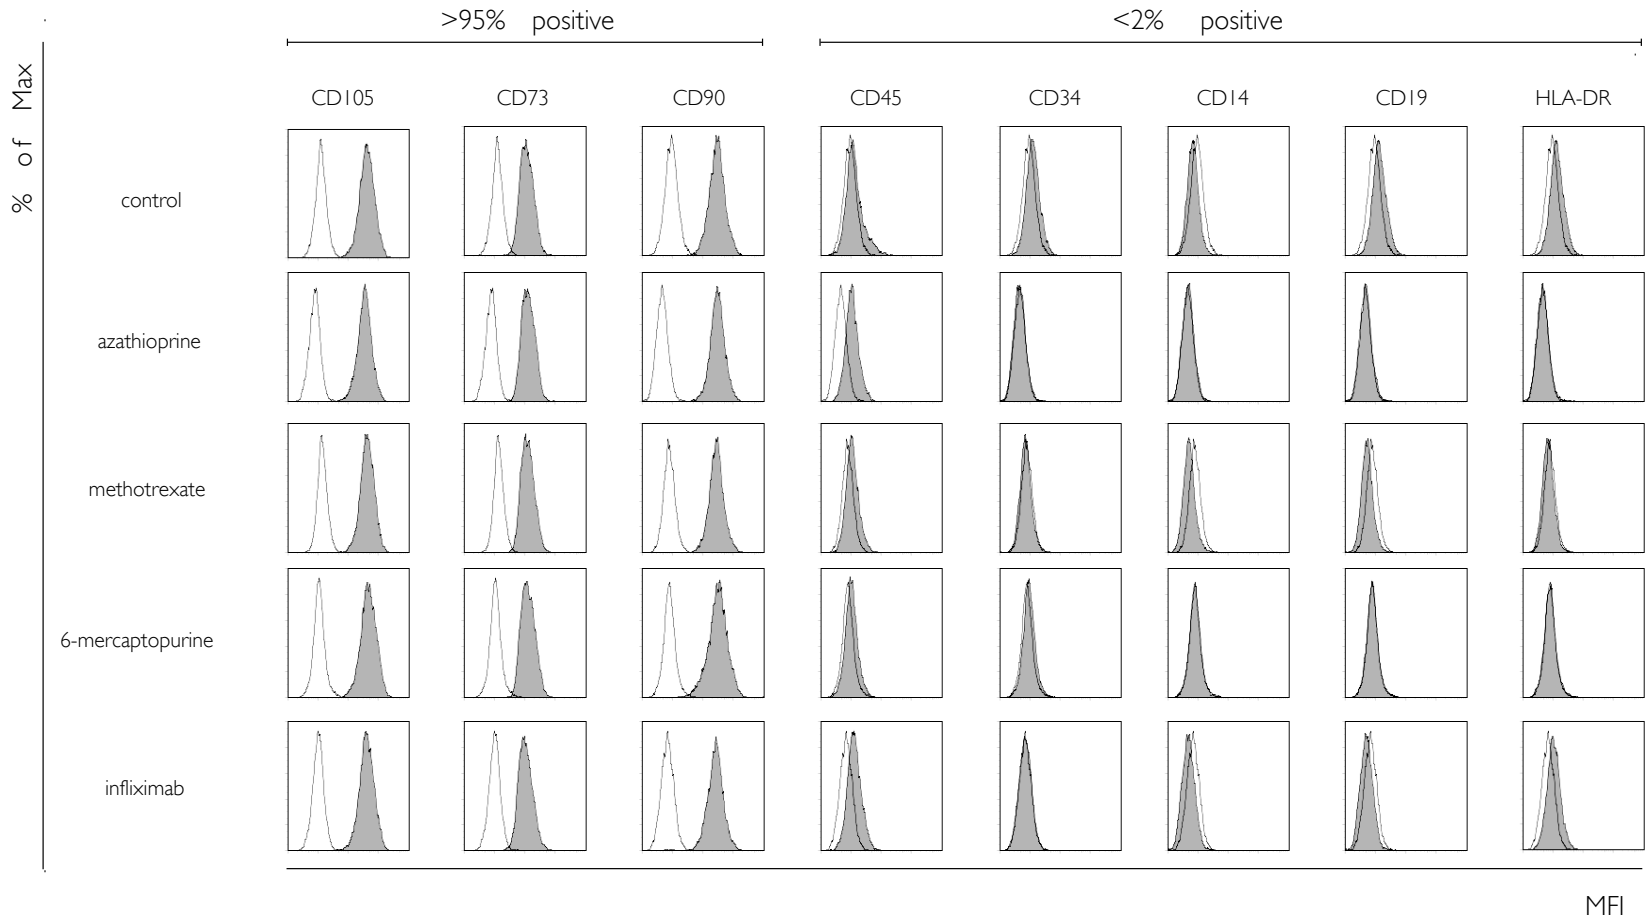 >95% positive <2% positive
% of Max
CD105 CD73 CD90 CD45 CD34 CD14 CD19 HLA-DR
control
azathioprine
methotrexate
6-mercaptopurine
infliximab
MFI